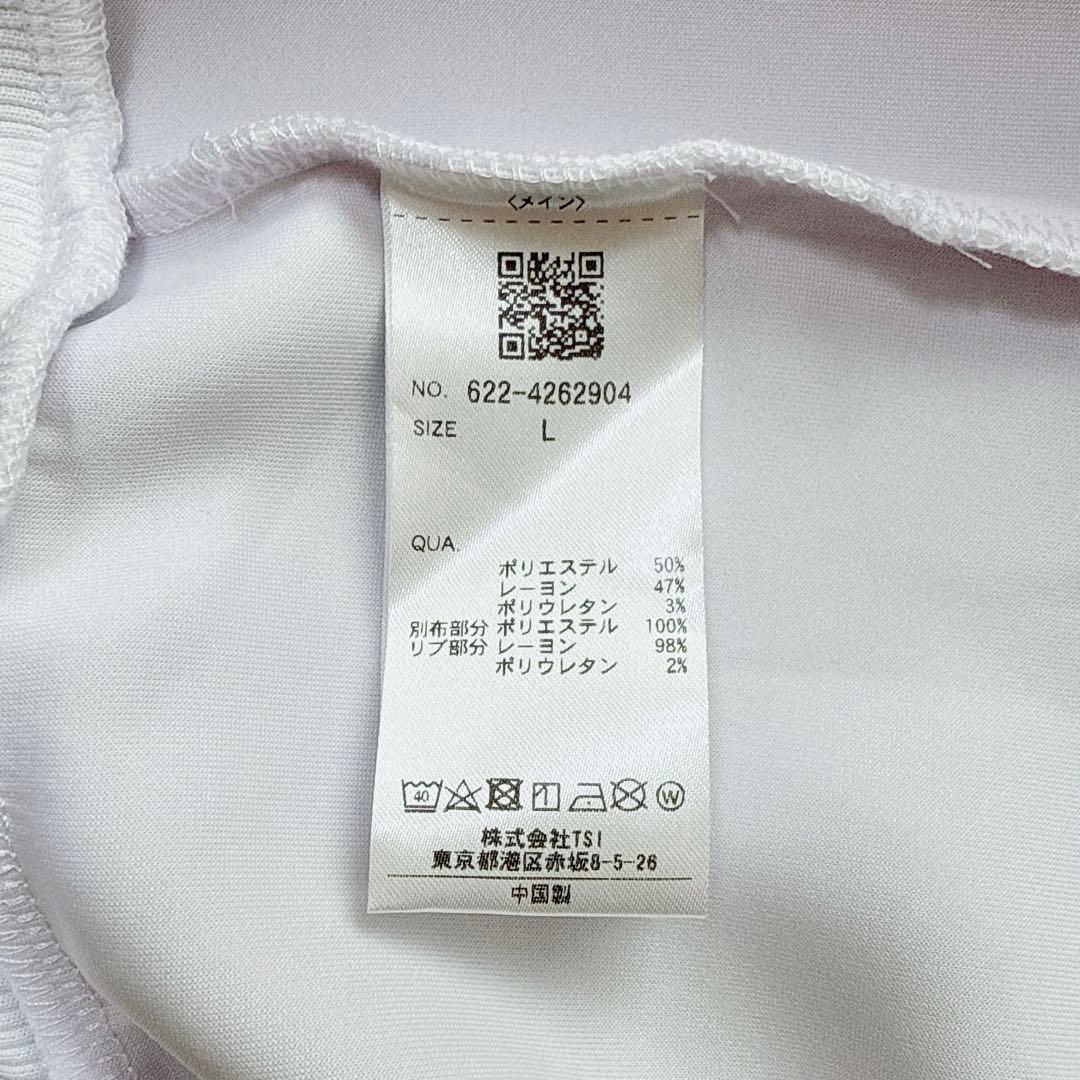 〈メイン〉
NO. 622-4262904
SIZE L
QUA.
ポリエステル 50%
レーヨン 47%
ポリウレタン 3%
別布部分 ポリエステル 100%
リブ部分 レーヨン 98%
ポリウレタン 2%
40 W
株式会社TSI
東京都港区赤坂8-5-26
中国製